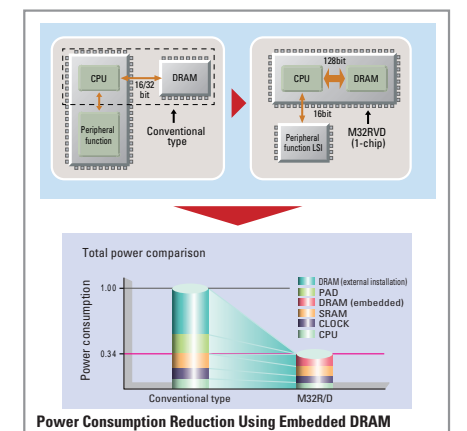 CPU
16/32
bit
DRAM
Peripheral
function
Conventional
type
128bit
CPU
DRAM
16bit
Peripheral
function LSI
M32RVD
(1-chip)
Total power comparison
Power consumption
1.00
0.34
DRAM (external installation)
PAD
DRAM (embedded)
SRAM
CLOCK
CPU
Conventional type
M32R/D
Power Consumption Reduction Using Embedded DRAM